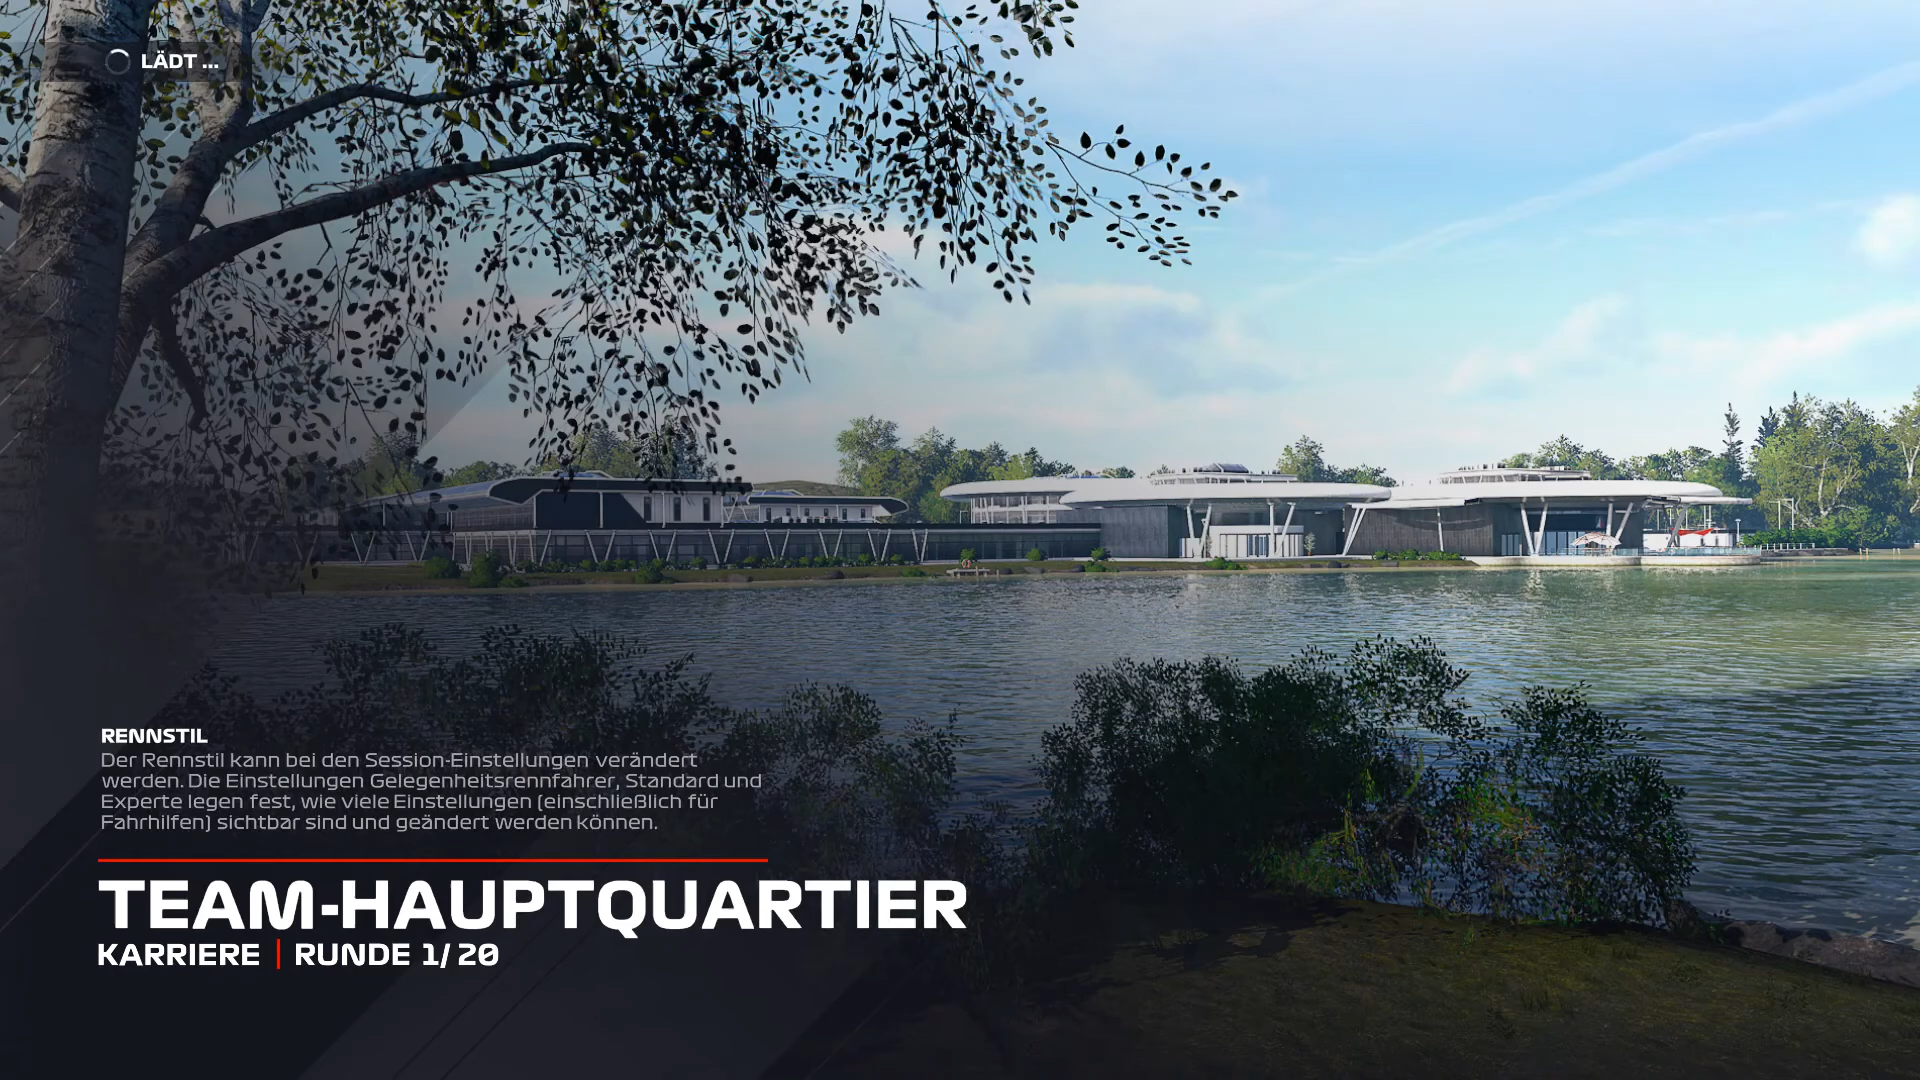 LÄDT ...
RENNSTIL
Der Rennstil kann bei den Session-Einstellungen verändert
werden. Die Einstellungen Gelegenheitsrennfahrer, Standard und
Experte legen fest, wie viele Einstellungen (einschließlich für
Fahrhilfen) sichtbar sind und geändert werden können.
TEAM-HAUPTQUARTIER
KARRIERE | RUNDE 1/20